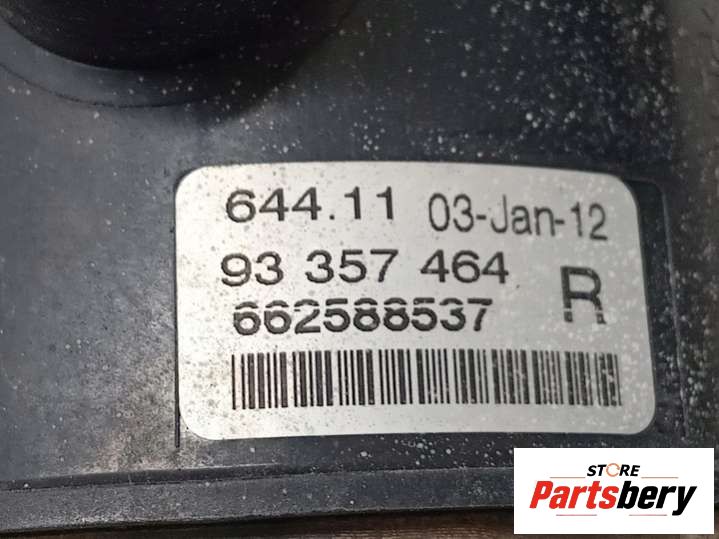 644.11 03-Jan-12
93 357 464 R
662588537
STORE
Partsbery